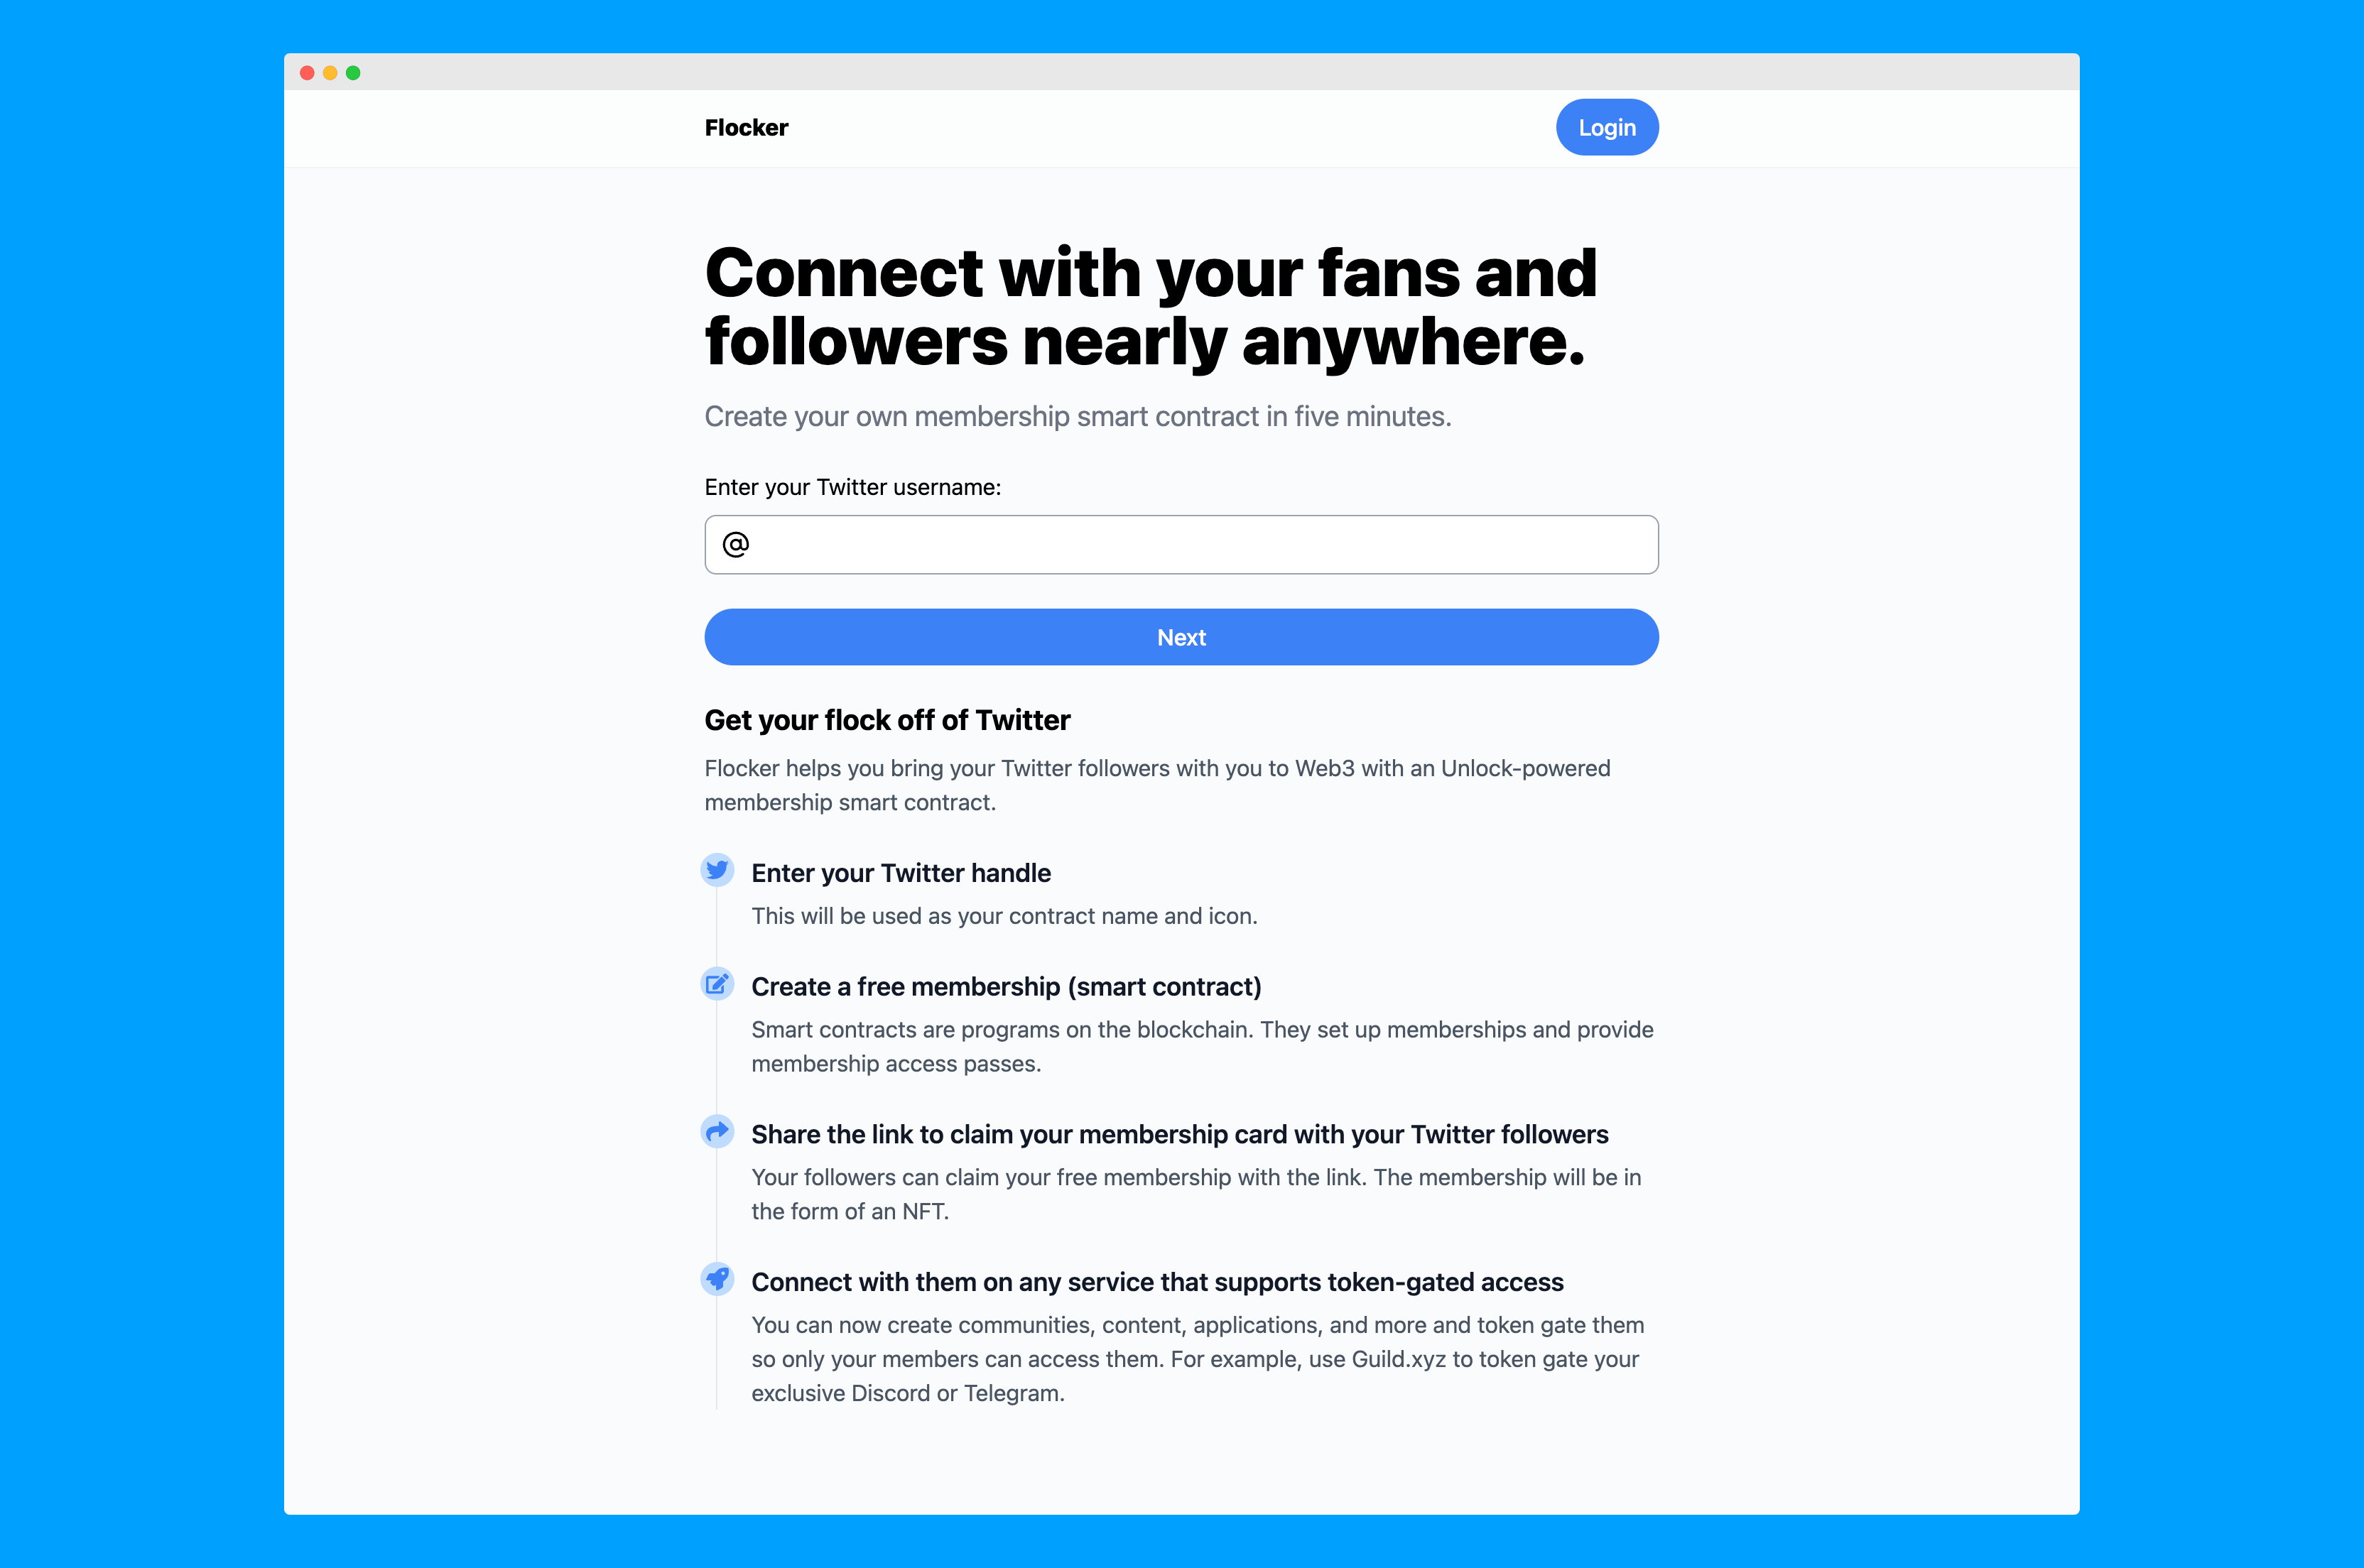 Flocker
Login
Connect with your fans and
followers nearly anywhere.
Create your own membership smart contract in five minutes.
Enter your Twitter username:
@
Next
Get your flock off of Twitter
Flocker helps you bring your Twitter followers with you to Web3 with an Unlock-powered
membership smart contract.
Enter your Twitter handle
This will be used as your contract name and icon.
Create a free membership (smart contract)
Smart contracts are programs on the blockchain. They set up memberships and provide
membership access passes.
Share the link to claim your membership card with your Twitter followers
Your followers can claim your free membership with the link. The membership will be in
the form of an NFT.
Connect with them on any service that supports token-gated access
You can now create communities, content, applications, and more and token gate them
so only your members can access them. For example, use Guild.xyz to token gate your
exclusive Discord or Telegram.